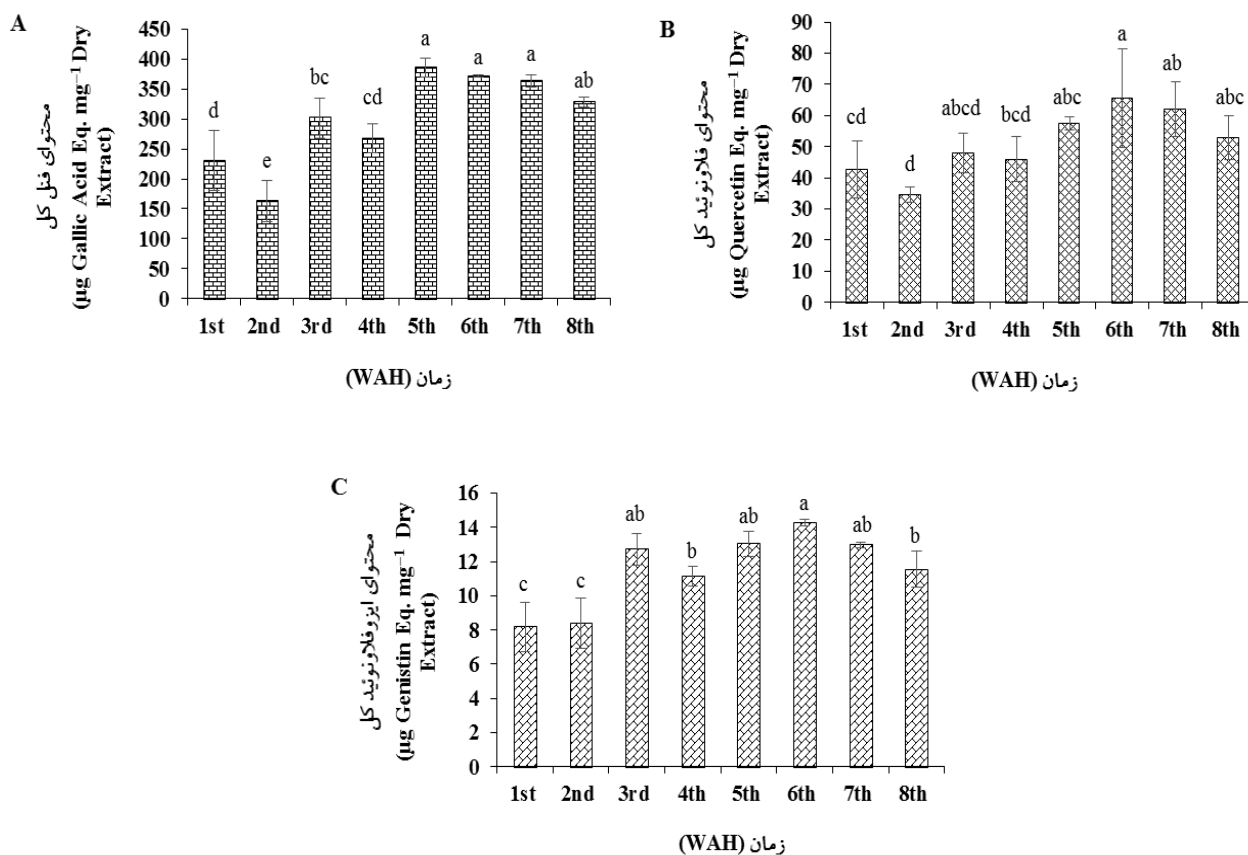 A
محتوای فنل کل
(µg Gallic Acid Eq. mg⁻¹ Dry
Extract)
450
400
350
300
250
200
150
100
50
0
d
e
bc
cd
a
a
a
ab
1st 2nd 3rd 4th 5th 6th 7th 8th
زمان (WAH)
B
محتوای فلاونوئید کل
(µg Quercetin Eq. mg⁻¹ Dry
Extract)
90
80
70
60
50
40
30
20
10
0
cd
d
abcd
bcd
abc
a
ab
abc
1st 2nd 3rd 4th 5th 6th 7th 8th
زمان (WAH)
C
محتوای ایزوفلاونوئید کل
(µg Genistin Eq. mg⁻¹ Dry
Extract)
16
14
12
10
8
6
4
2
0
c
c
ab
b
ab
a
ab
b
1st 2nd 3rd 4th 5th 6th 7th 8th
زمان (WAH)